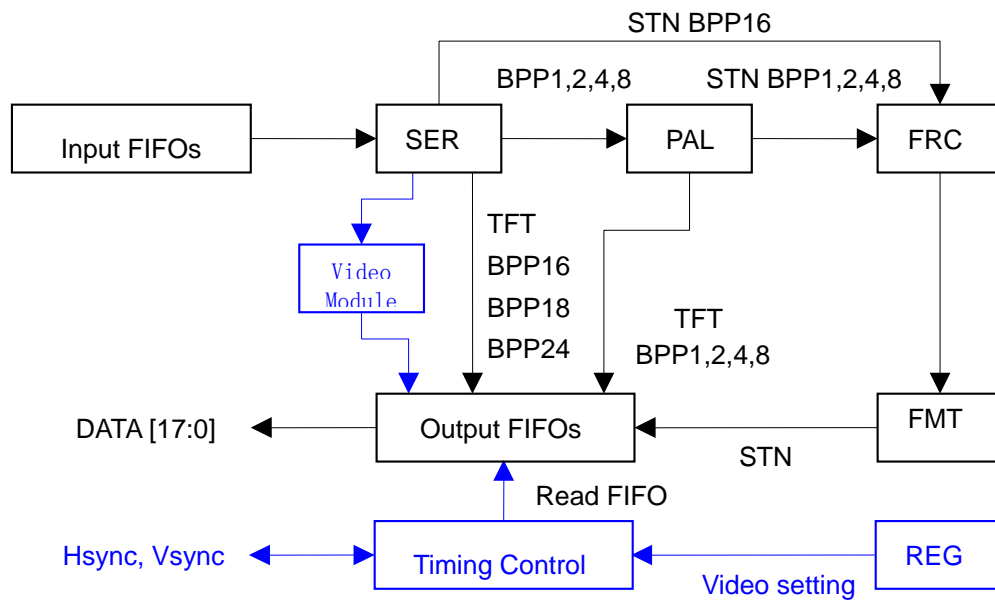 STN BPP16
BPP1,2,4,8
STN BPP1,2,4,8
Input FIFOs
SER
PAL
FRC
Video
Module
TFT
BPP16
BPP18
BPP24
TFT
BPP1,2,4,8
DATA [17:0]
Output FIFOs
STN
FMT
Read FIFO
Hsync, Vsync
Timing Control
Video setting
REG